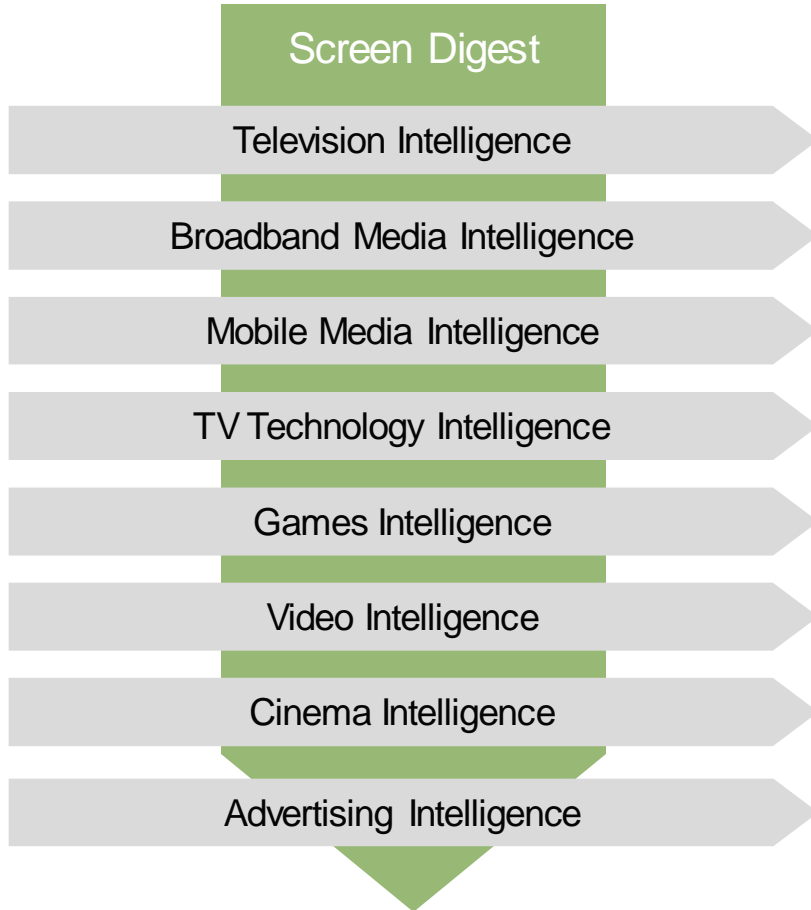 Screen Digest
Television Intelligence
Broadband Media Intelligence
Mobile Media Intelligence
TV Technology Intelligence
Games Intelligence
Video Intelligence
Cinema Intelligence
Advertising Intelligence